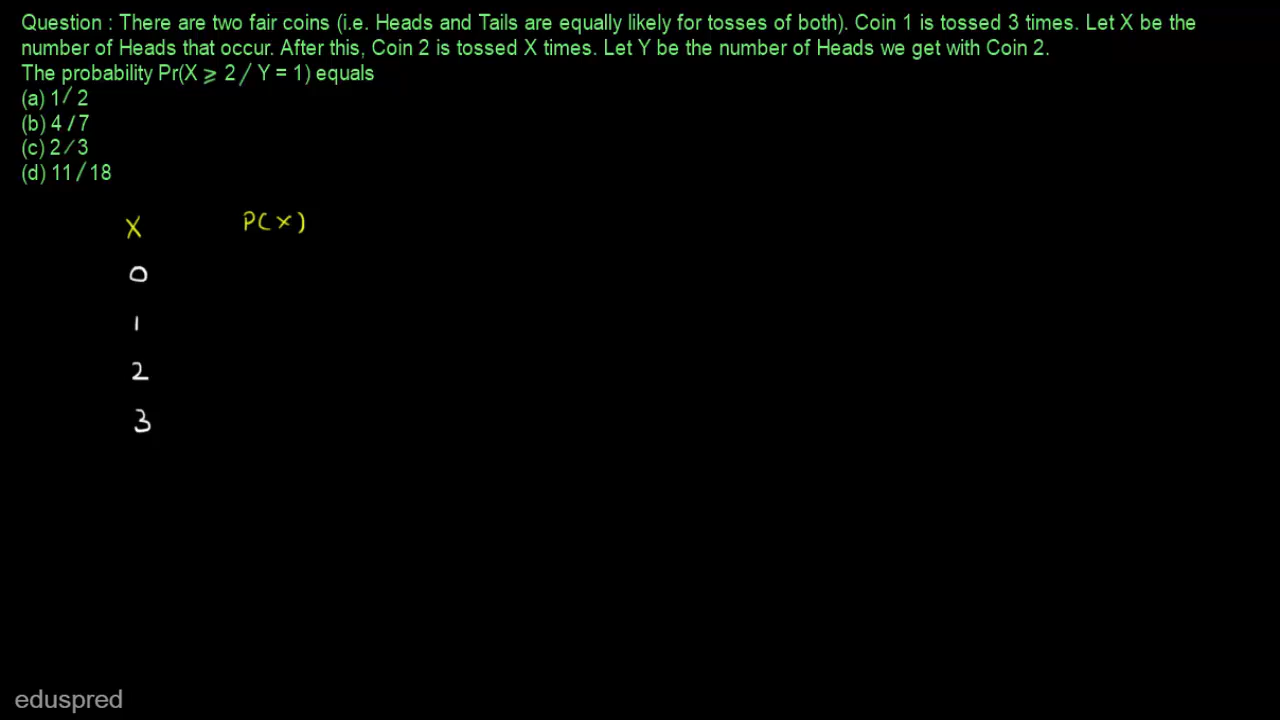 Question : There are two fair coins (i.e. Heads and Tails are equally likely for tosses of both). Coin 1 is tossed 3 times. Let X be the
number of Heads that occur. After this, Coin 2 is tossed X times. Let Y be the number of Heads we get with Coin 2.
The probability Pr(X ⩾ 2 / Y = 1) equals
(a) 1 / 2
(b) 4 / 7
(c) 2 / 3
(d) 11 / 18
X P(X)
0
1
2
3
eduspred